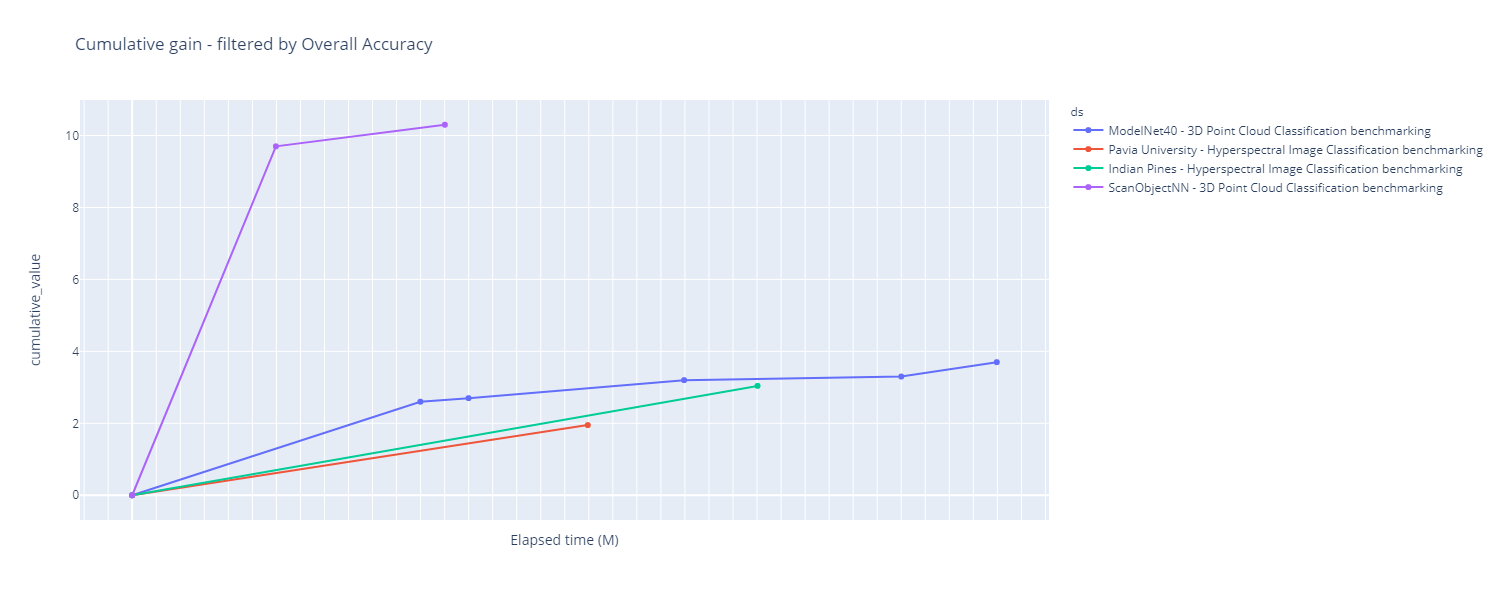 Cumulative gain - filtered by Overall Accuracy
ds
ModelNet40 - 3D Point Cloud Classification benchmarking
Pavia University - Hyperspectral Image Classification benchmarking
Indian Pines - Hyperspectral Image Classification benchmarking
ScanObjectNN - 3D Point Cloud Classification benchmarking
cumulative_value
10
8
6
4
2
0
Elapsed time (M)